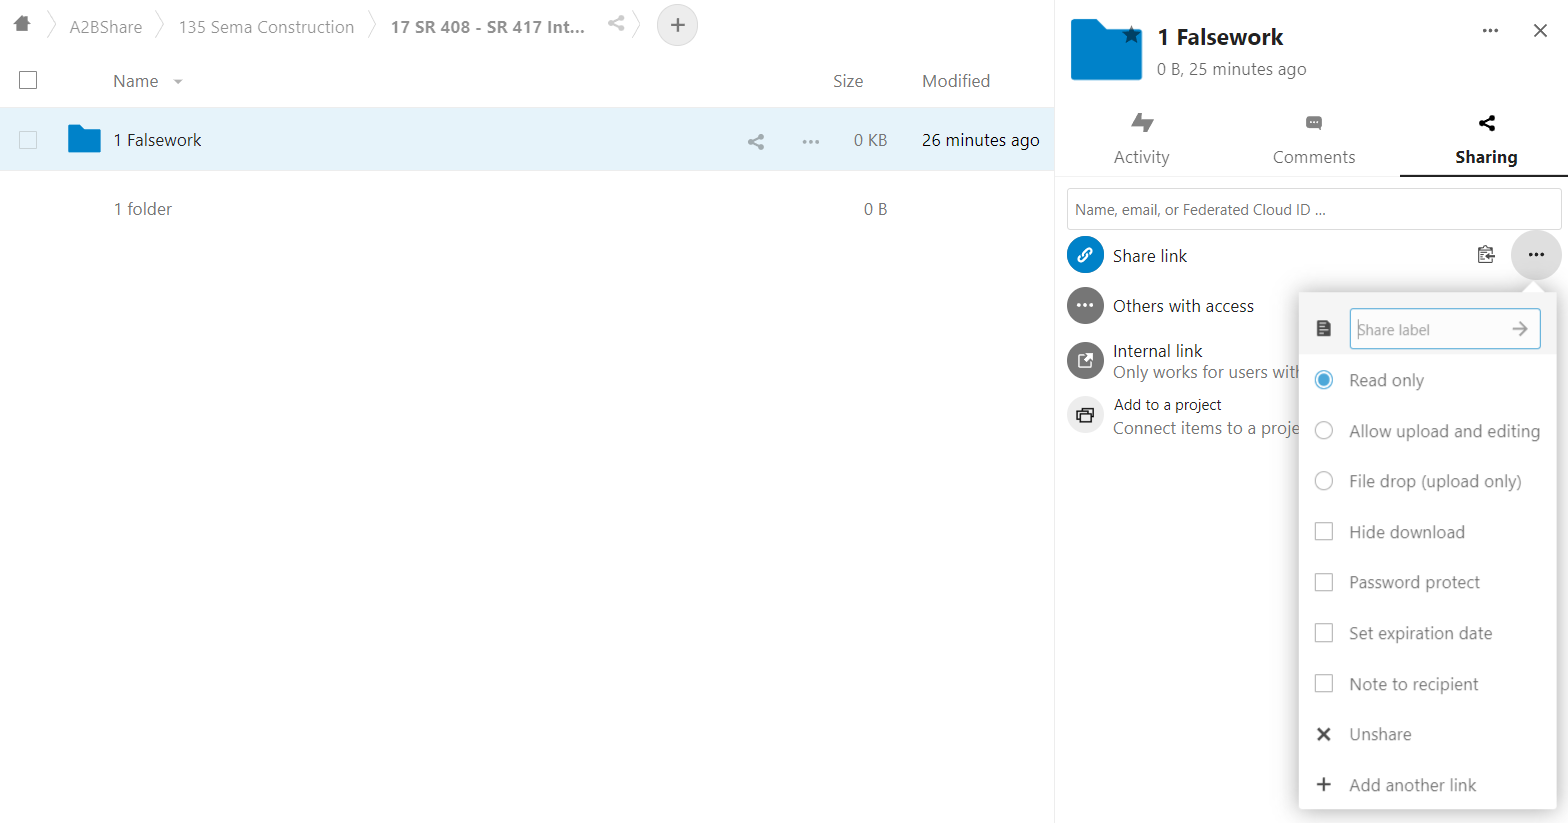 A2BShare
135 Sema Construction
17 SR 408 - SR 417 Int...
Name
Size
Modified
1 Falsework
0 KB
26 minutes ago
1 folder
0 B
1 Falsework
0 B, 25 minutes ago
Activity
Comments
Sharing
Name, email, or Federated Cloud ID ...
Share link
Others with access
Internal link
Only works for users with
Add to a project
Connect items to a proje
Share label
Read only
Allow upload and editing
File drop (upload only)
Hide download
Password protect
Set expiration date
Note to recipient
Unshare
Add another link